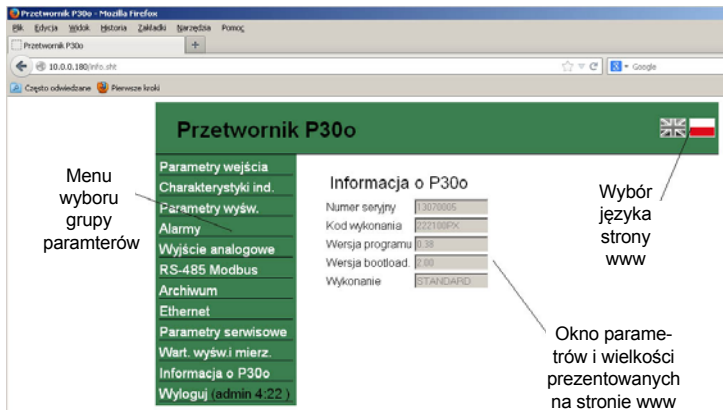 Przetwornik P30o - Mozilla Firefox
Plik Edycja Widok Historia Zakładki Narzędzia Pomoc
Przetwornik P30o +
10.0.0.180/info.sht
Google
Często odwiedzane Pierwsze kroki
Przetwornik P30o
Parametry wejścia
Charakterystyki ind.
Parametry wyśw.
Alarmy
Wyjście analogowe
RS-485 Modbus
Archiwum
Ethernet
Parametry serwisowe
Wart. wyśw.i mierz.
Informacja o P30o
Wyloguj (admin 4:22 )
Informacja o P30o
Numer seryjny 13070005
Kod wykonania 222100PX
Wersja programu 0.38
Wersja bootload. 2.00
Wykonanie STANDARD
Menu
wyboru
grupy
paramterów
Wybór
języka
strony
www
Okno parame-
trów i wielkości
prezentowanych
na stronie www